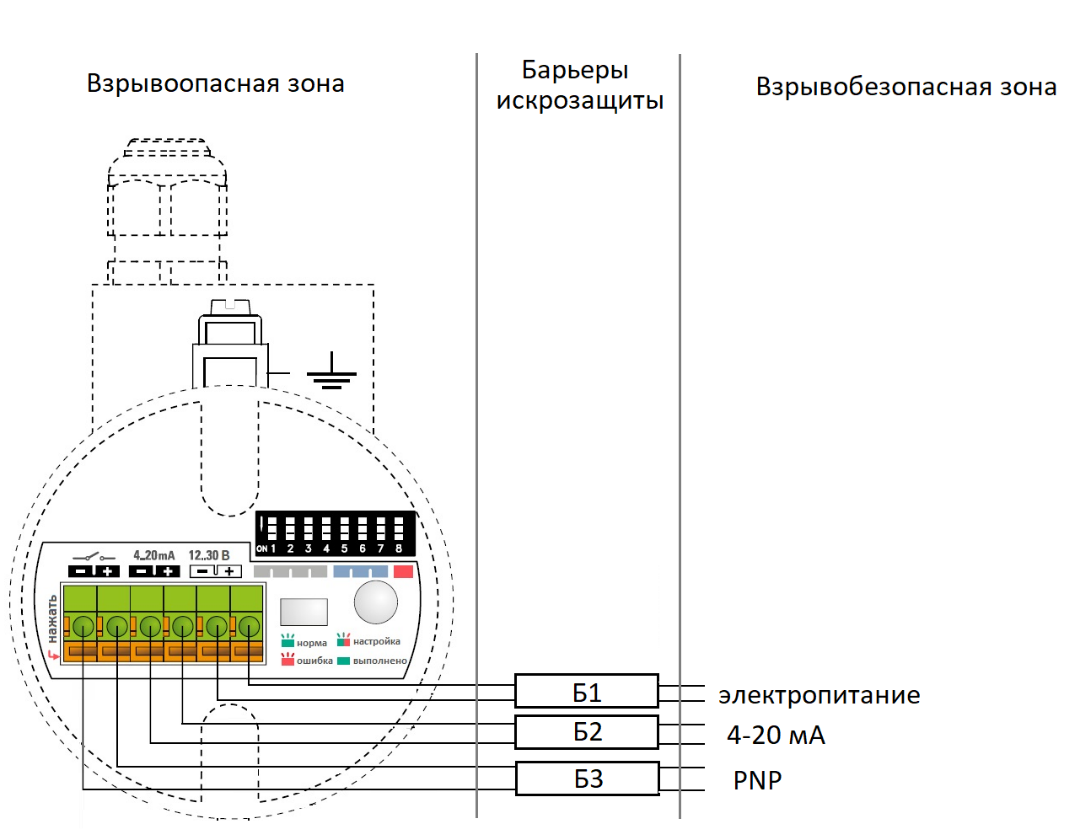 Взрывоопасная зона
Барьеры
искрозащиты
Взрывобезопасная зона
ON 1 2 3 4 5 6 7 8
4..20mA 12..30 В
- + - + - +
нажать
норма настройка
ошибка выполнено
Б1 электропитание
Б2 4-20 мА
Б3 PNP